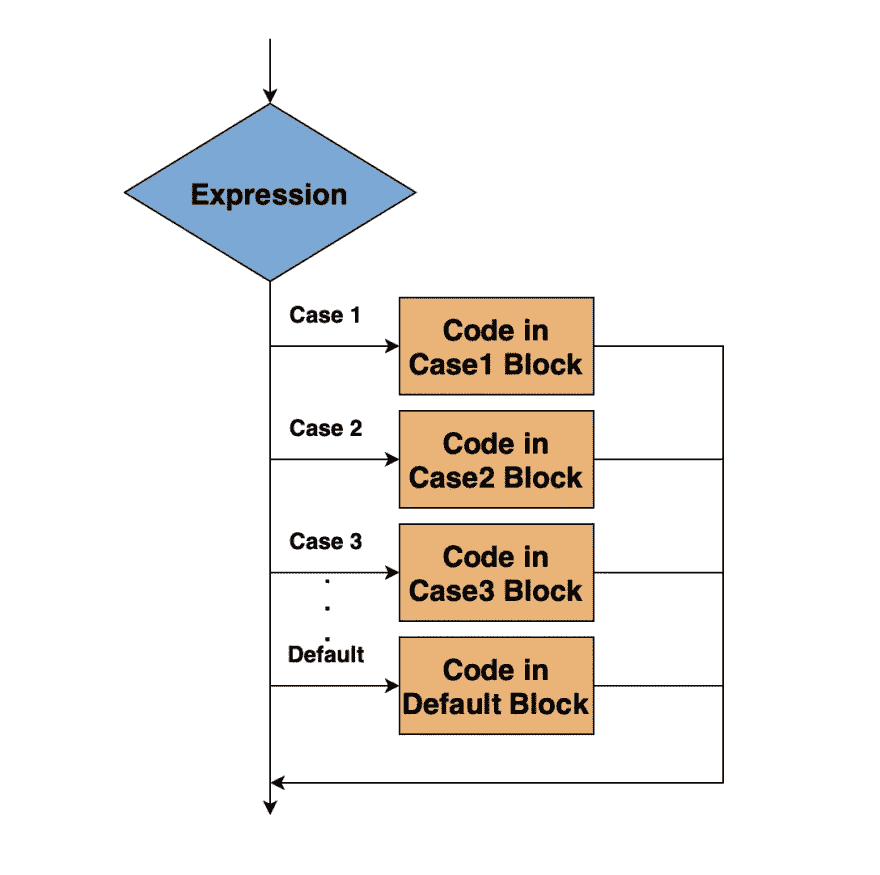 Expression
Case 1
Code in
Case1 Block
Case 2
Code in
Case2 Block
Case 3
Code in
Case3 Block
.
.
.
Default
Code in
Default Block